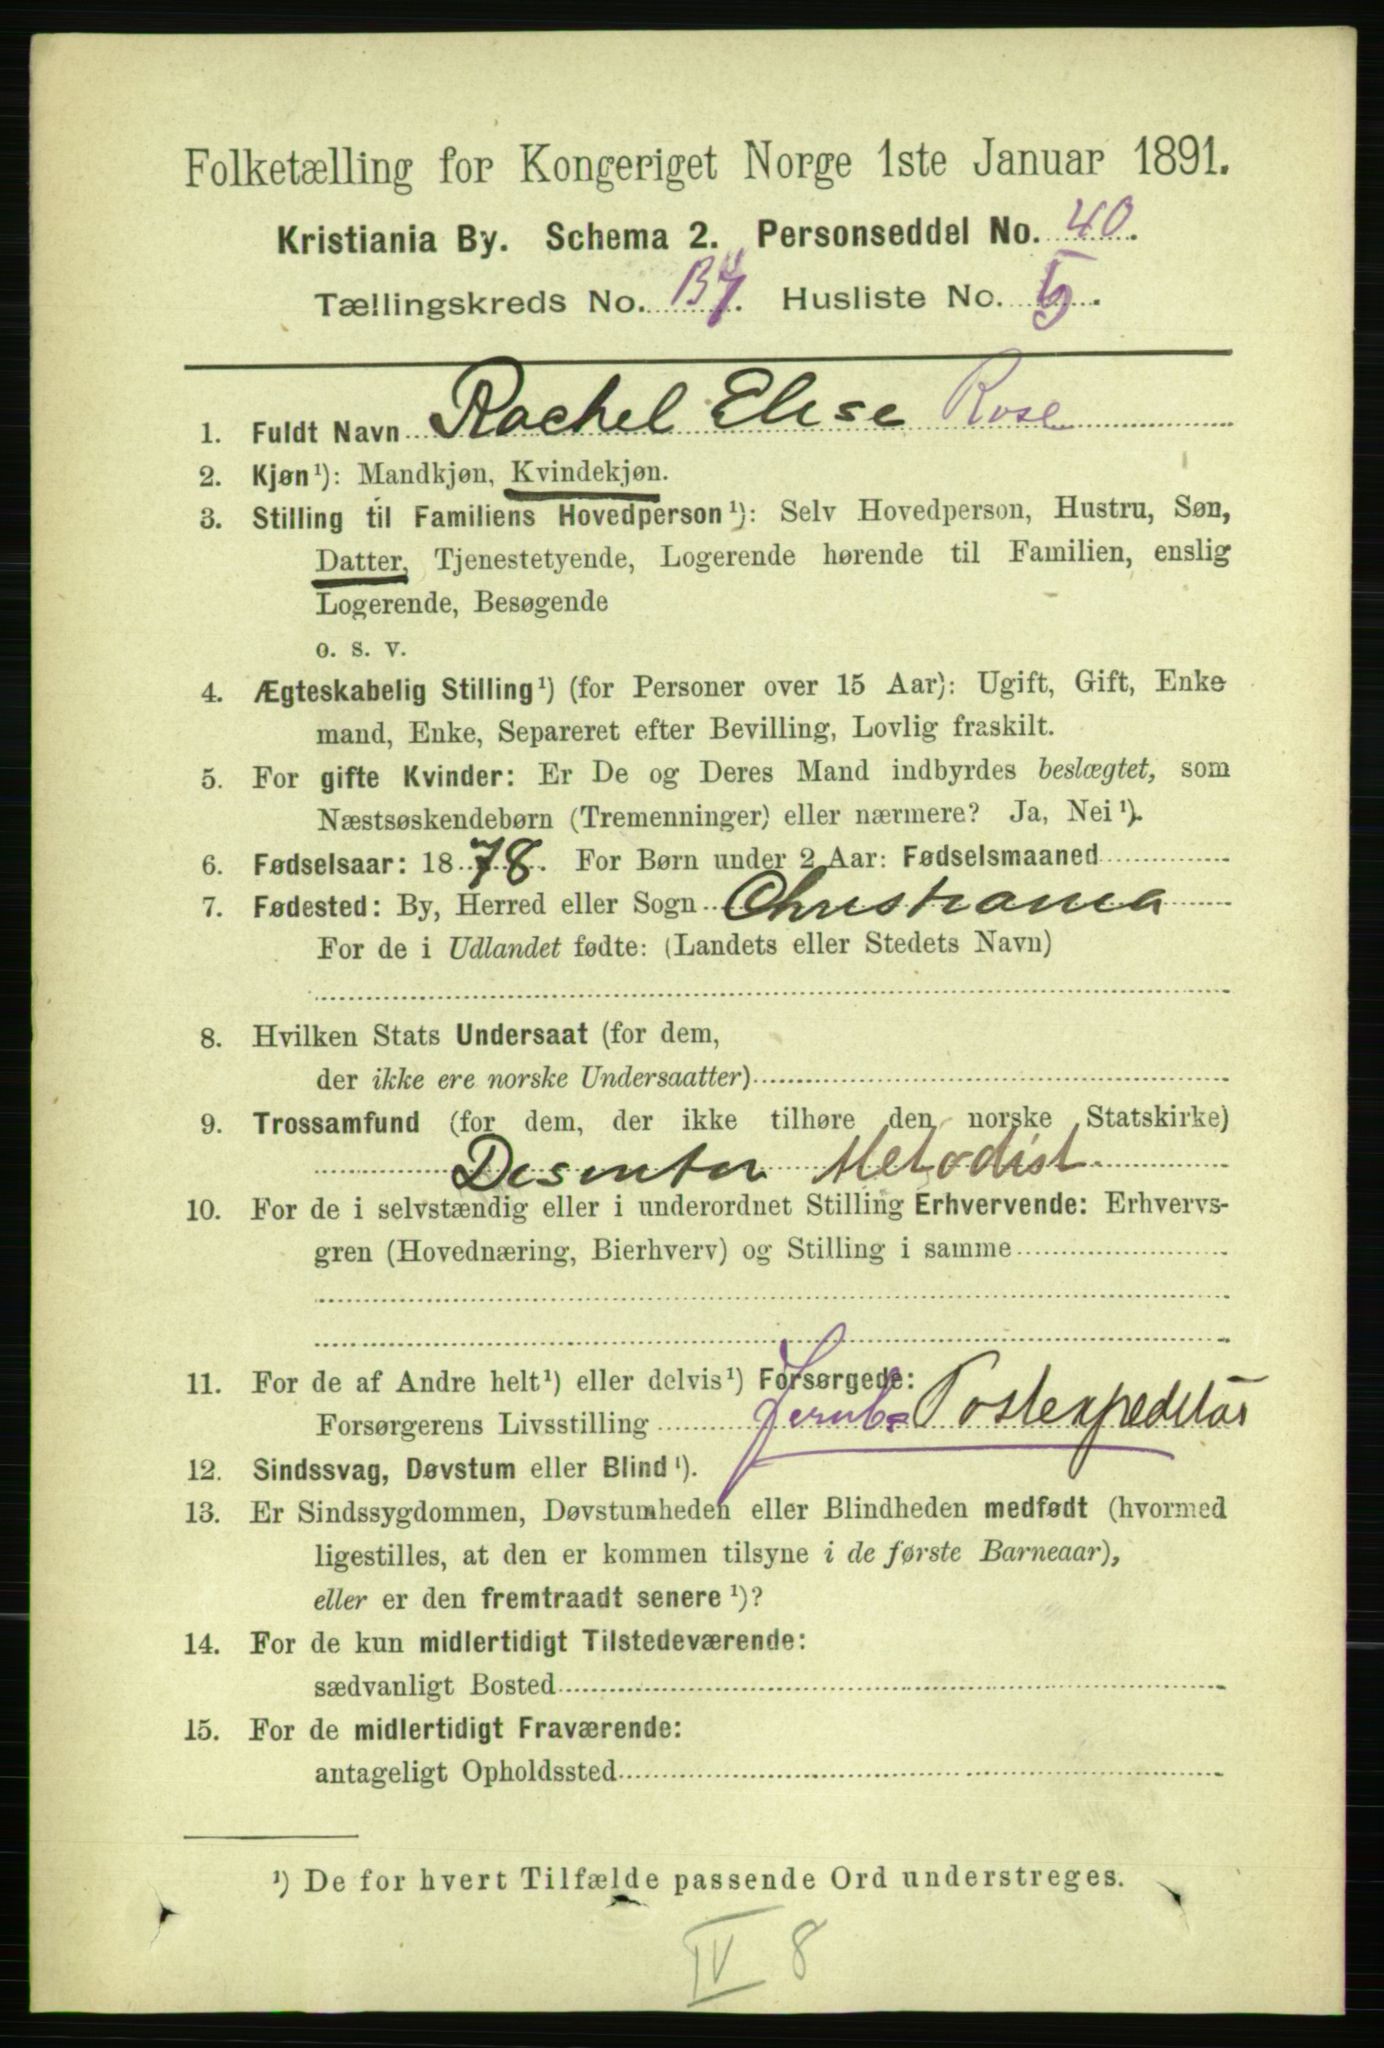 Folketælling for Kongeriget Norge 1ste Januar 1891.
Kristiania By. Schema 2. Personseddel No. 40.
Tællingskreds No. . Husliste No. .
1. Fuldt Navn Rachel Elise Rose
2. Kjøn¹): Mandkjøn, Kvindekjøn.
3. Stilling til Familiens Hovedperson¹): Selv Hovedperson, Hustru, Søn,
Datter, Tjenestetyende, Logerende hørende til Familien, enslig
Logerende, Besøgende
o. s. v.
4. Ægteskabelig Stilling¹) (for Personer over 15 Aar): Ugift, Gift, Enke
mand, Enke, Separeret efter Bevilling, Lovlig fraskilt.
5. For gifte Kvinder: Er De og Deres Mand indbyrdes beslægtet, som
Næstsøskendebørn (Tremenninger) eller nærmere? Ja, Nei¹).
6. Fødselsaar: 1878. For Børn under 2 Aar: Fødselsmaaned
7. Fødested: By, Herred eller Sogn Christiania
For de i Udlandet fødte: (Landets eller Stedets Navn)
8. Hvilken Stats Undersaat (for dem,
der ikke ere norske Undersaatter)
9. Trossamfund (for dem, der ikke tilhøre den norske Statskirke)
Desenter Metodist
10. For de i selvstændig eller i underordnet Stilling Erhvervende: Erhvervs-
gren (Hovednæring, Bierhverv) og Stilling i samme
11. For de af Andre helt¹) eller delvis¹) Forsørgede:
Forsørgerens Livsstilling Jernb. Postexpeditør
12. Sindssvag, Døvstum eller Blind¹).
13. Er Sindssygdommen, Døvstumheden eller Blindheden medfødt (hvormed
ligestilles, at den er kommen tilsyne i de første Barneaar),
eller er den fremtraadt senere¹)?
14. For de kun midlertidigt Tilstedeværende:
sædvanligt Bosted
15. For de midlertidigt Fraværende:
antageligt Opholdssted
¹) De for hvert Tilfælde passende Ord understreges.
IV 8